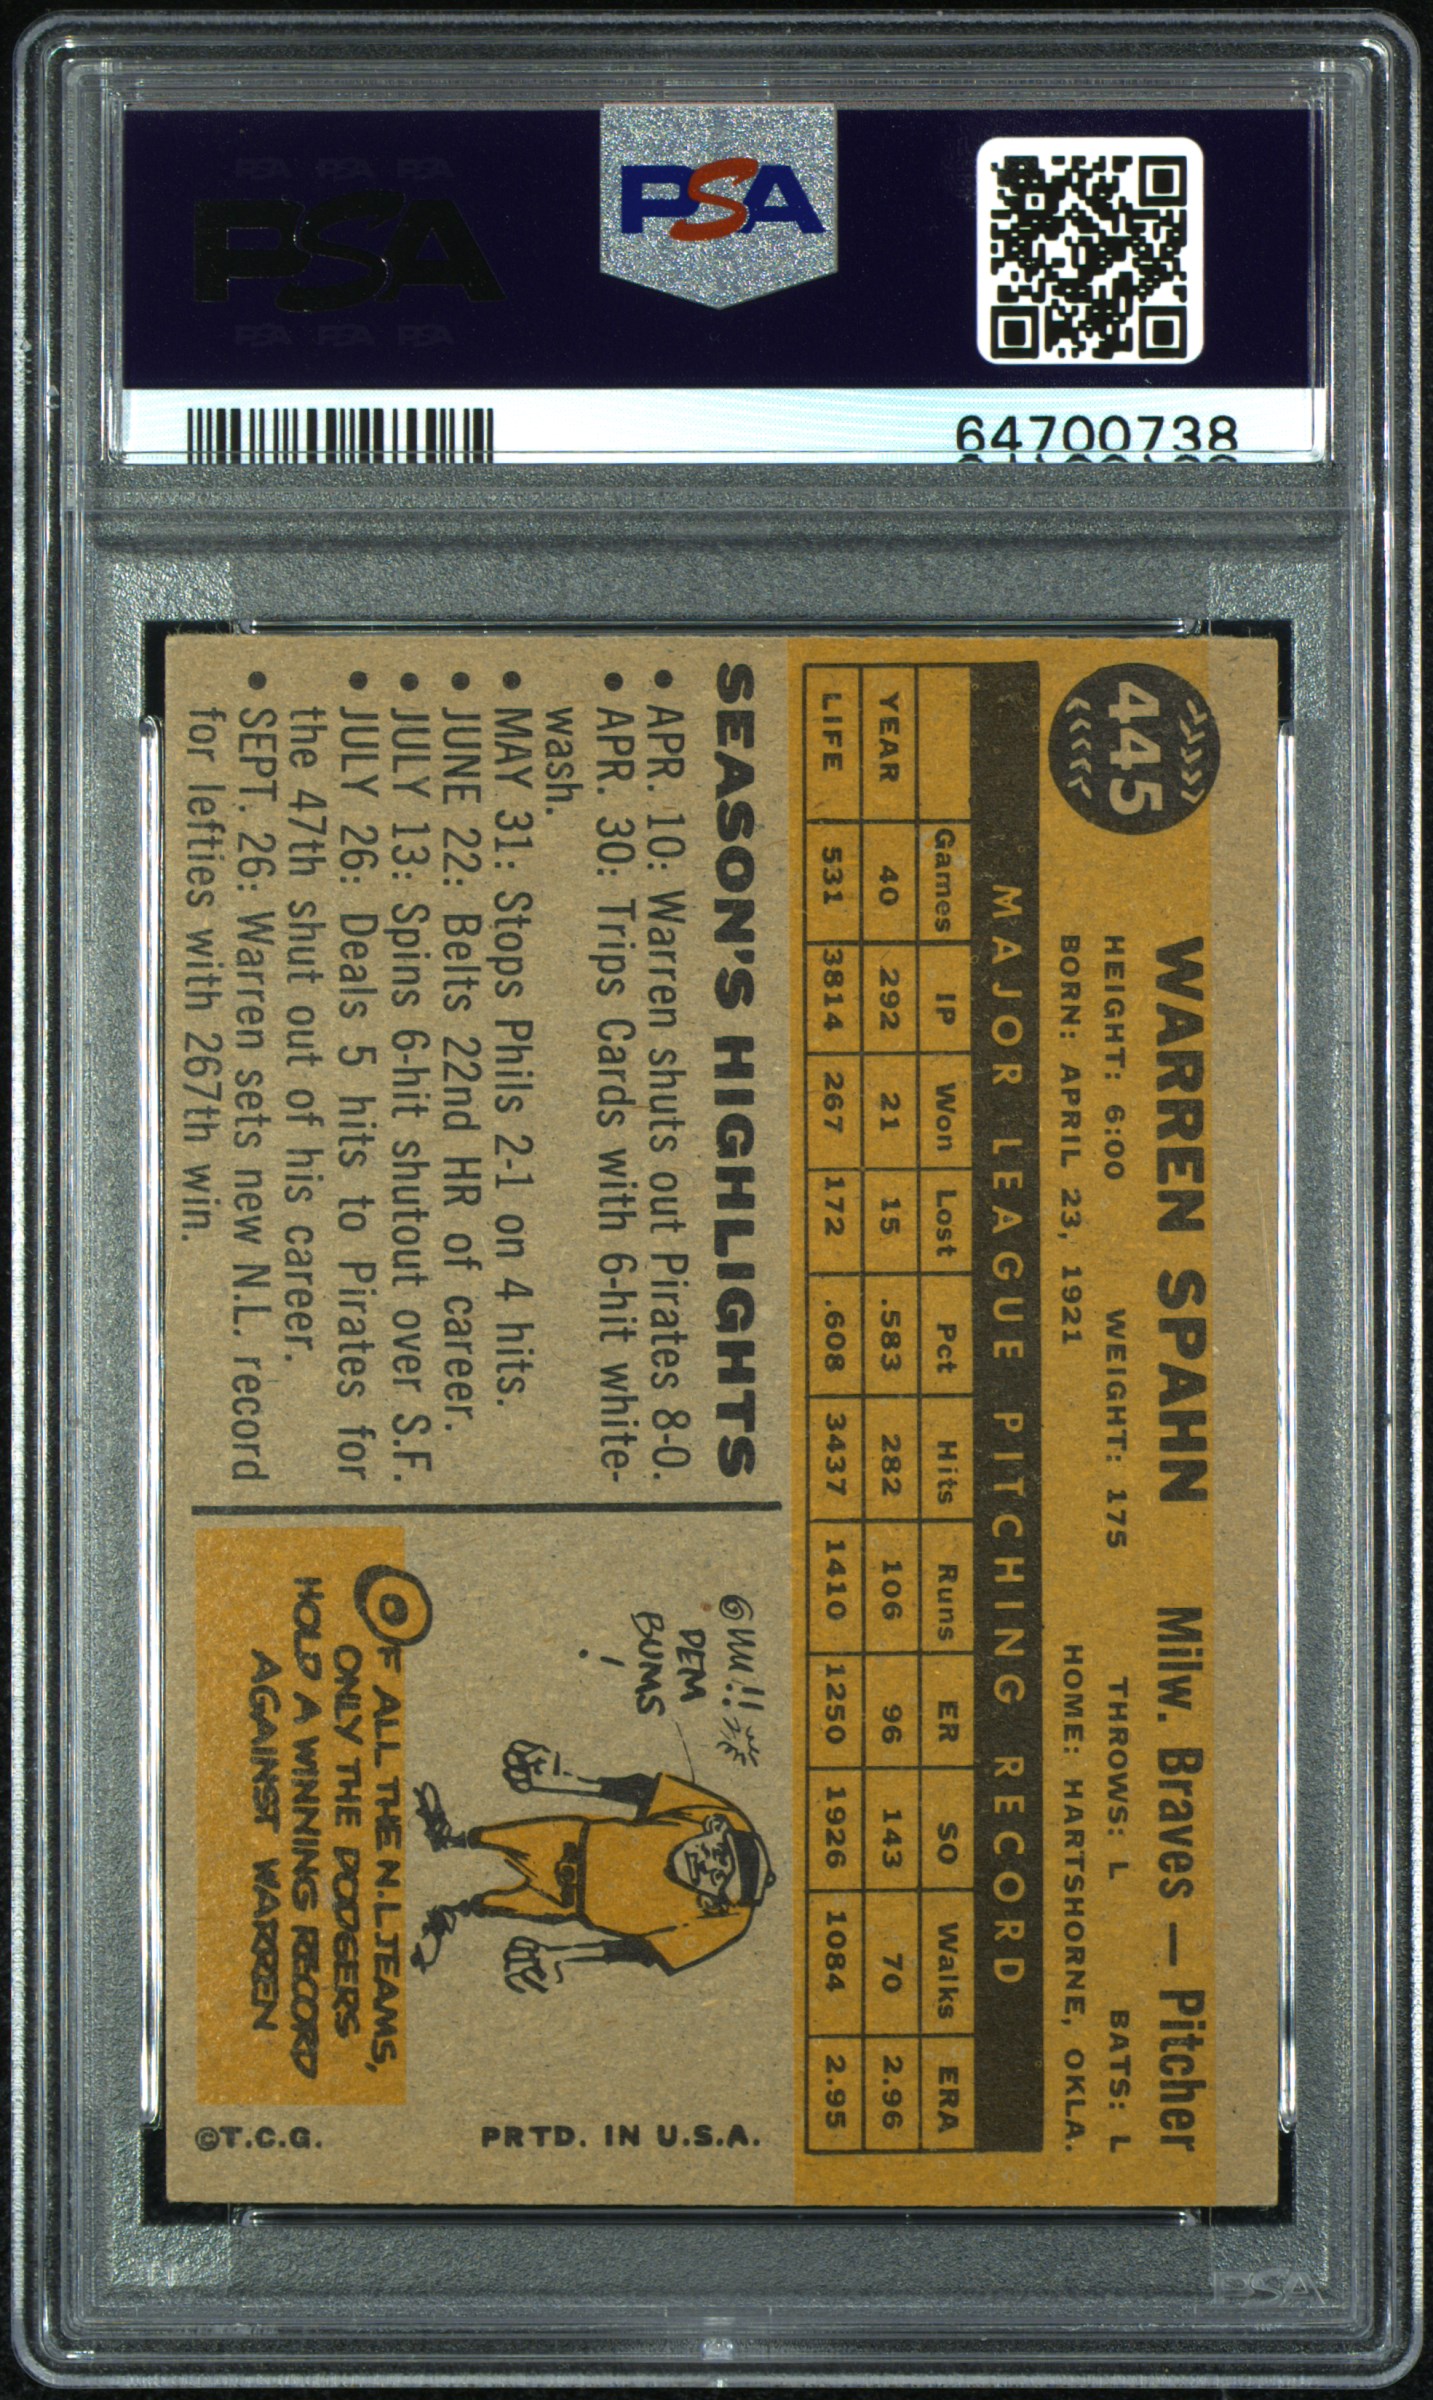 PSA PSA PSA
PSA
PSA PSA PSA
PSA
64700738
445
WARREN SPAHN Milw. Braves — Pitcher
HEIGHT: 6:00 WEIGHT: 175 THROWS: L BATS: L
BORN: APRIL 23, 1921 HOME: HARTSHORNE, OKLA.
MAJOR LEAGUE PITCHING RECORD
Games IP Won Lost Pct Hits Runs ER SO Walks ERA
YEAR 40 292 21 15 .583 282 106 96 143 70 2.96
LIFE 531 3814 267 172 .608 3437 1410 1250 1926 1084 2.95
SEASON'S HIGHLIGHTS
• APR. 10: Warren shuts out Pirates 8-0.
• APR. 30: Trips Cards with 6-hit white-
wash.
• MAY 31: Stops Phils 2-1 on 4 hits.
• JUNE 22: Belts 22nd HR of career.
• JULY 13: Spins 6-hit shutout over S.F.
• JULY 26: Deals 5 hits to Pirates for
the 47th shut out of his career.
• SEPT. 26: Warren sets new N.L. record
for lefties with 267th win.
DEM
BUMS
!
OF ALL THE N.L. TEAMS,
ONLY THE DODGERS
HOLD A WINNING RECORD
AGAINST WARREN
©T.C.G. PRTD. IN U.S.A.
PSA